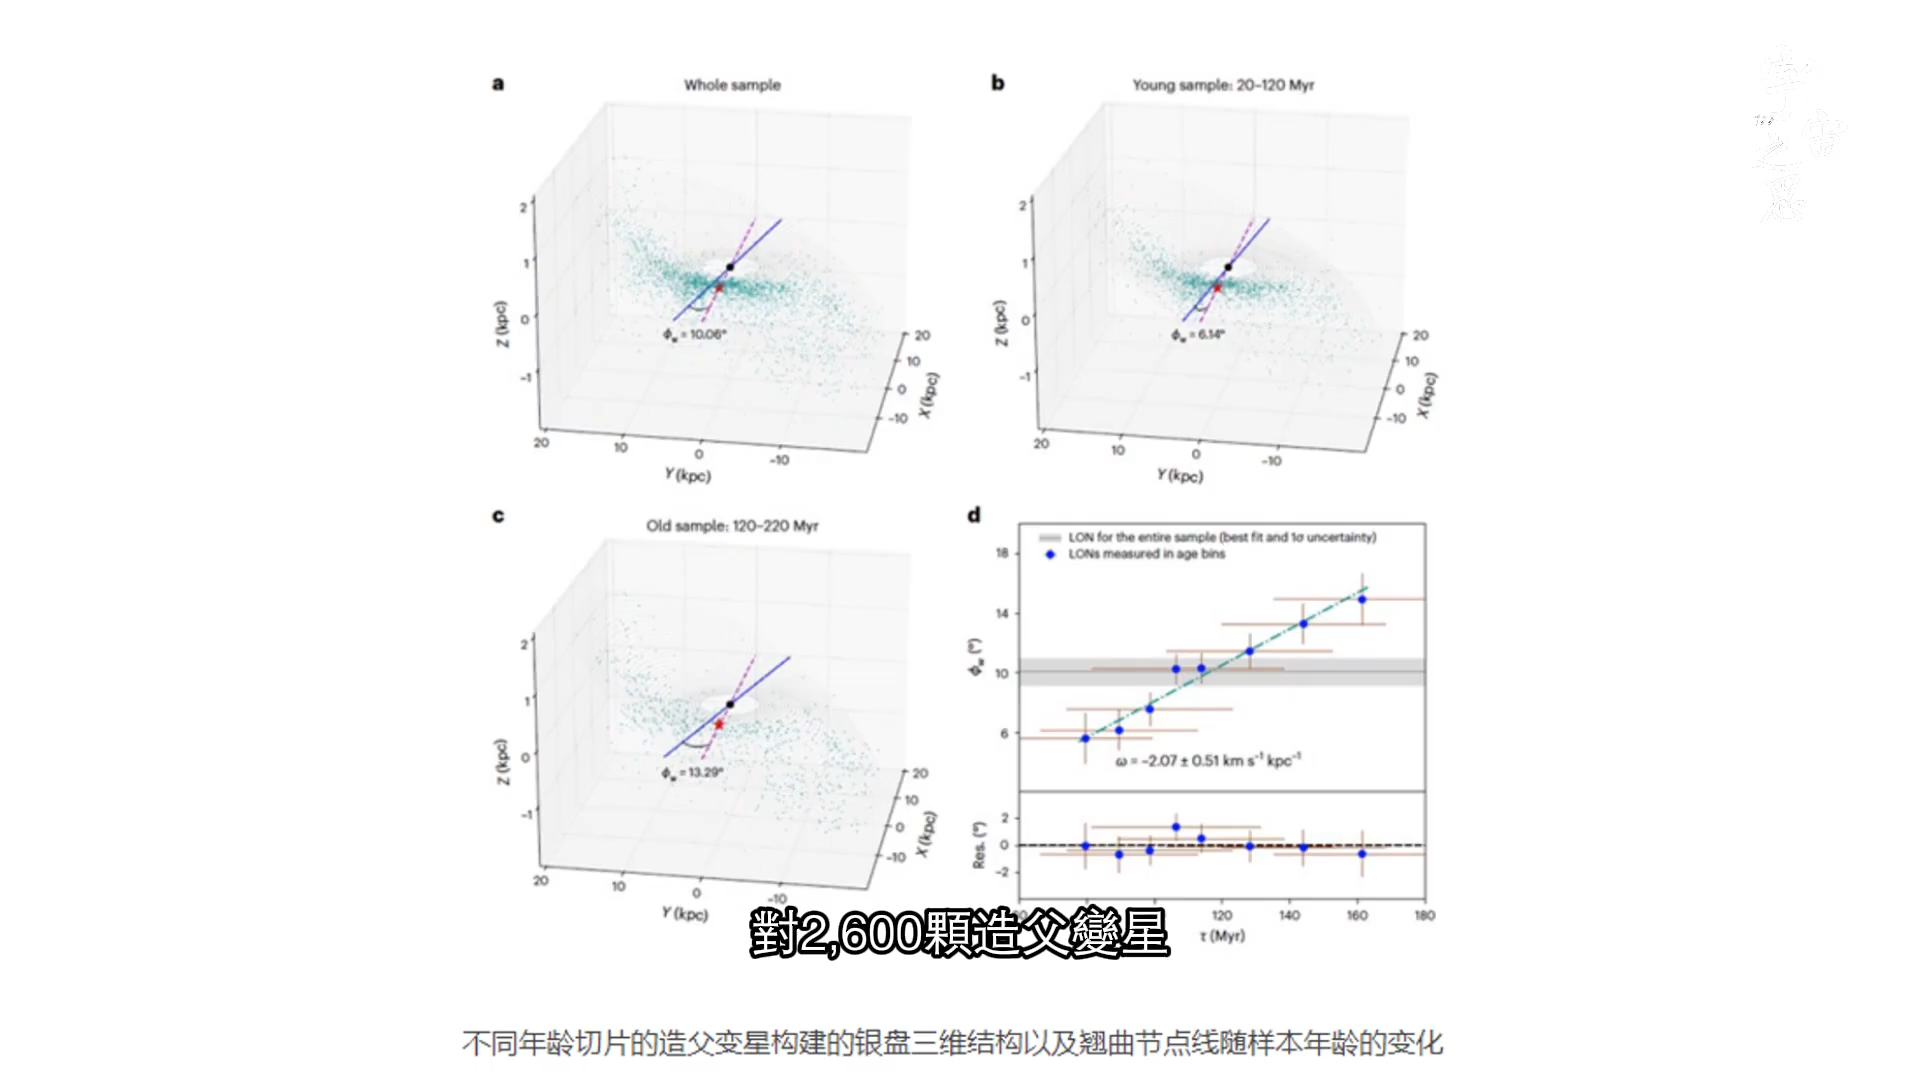 a Whole sample
2
1
0
−1
Z (kpc)
20
10
0
−10
Y (kpc)
20
10
0
−10
X (kpc)
ϕw = 10.06°
b Young sample: 20–120 Myr
2
1
0
−1
Z (kpc)
20
10
0
−10
Y (kpc)
20
10
0
−10
X (kpc)
ϕw = 6.14°
c Old sample: 120–220 Myr
2
1
0
−1
Z (kpc)
20
10
0
−10
Y (kpc)
20
10
0
−10
X (kpc)
ϕw = 13.29°
d
LON for the entire sample (best fit and 1σ uncertainty)
LONs measured in age bins
18
14
10
6
ϕw (°)
ω = −2.07 ± 0.51 km s⁻¹ kpc⁻¹
2
0
−2
Res. (°)
120
140
160
180
τ (Myr)
對2,600顆造父變星
不同年龄切片的造父变星构建的银盘三维结构以及翘曲节点线随样本年龄的变化